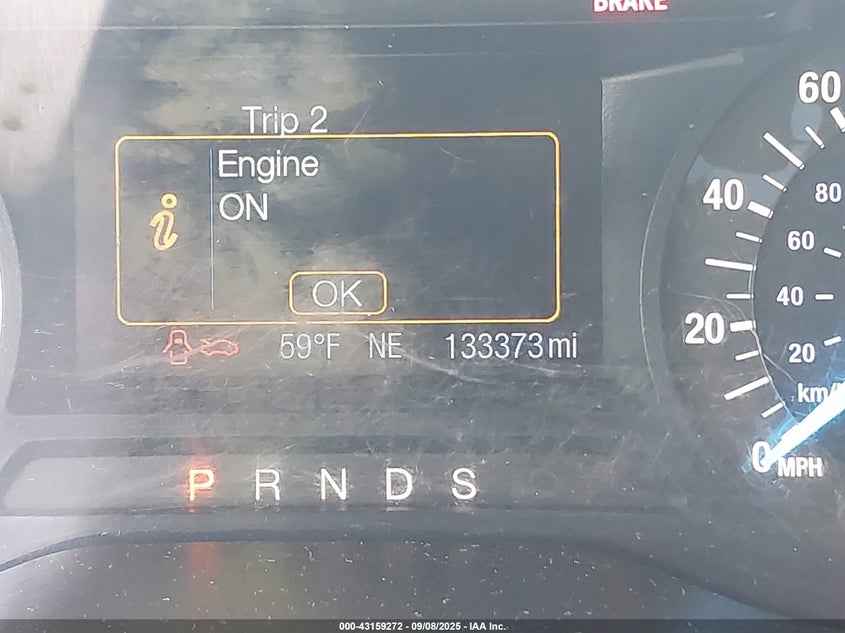 BRAKE
Trip 2
Engine
ON
OK
59°F NE 133373 mi
P R N D S
60
40
20
0 MPH
80
60
40
20
km/
000-43159272 - 09/08/2025 - IAA Inc.